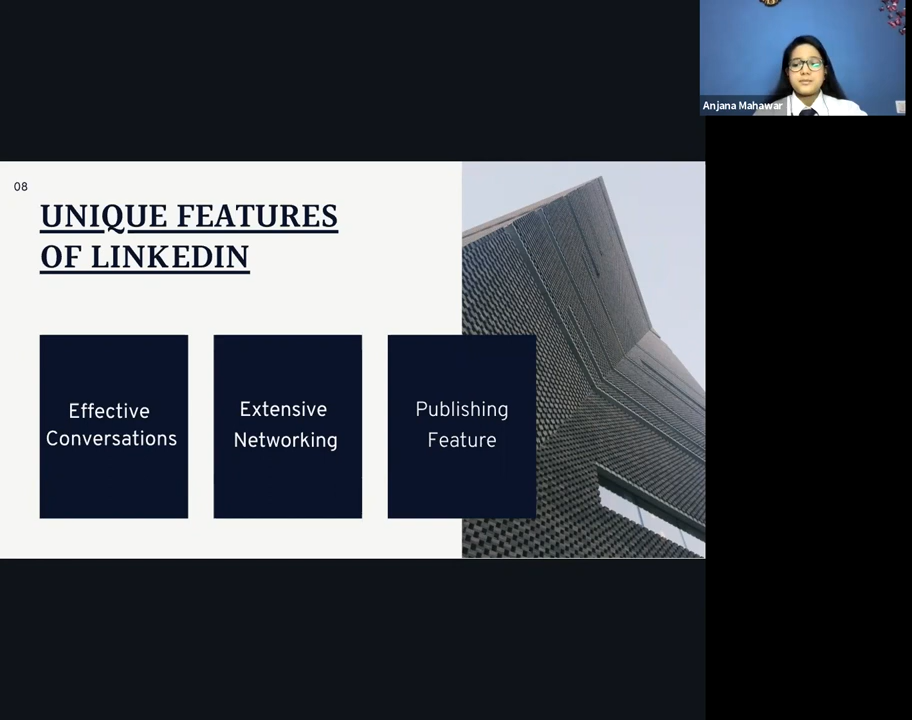 Anjana Mahawar
08
UNIQUE FEATURES
OF LINKEDIN
Effective
Conversations
Extensive
Networking
Publishing
Feature